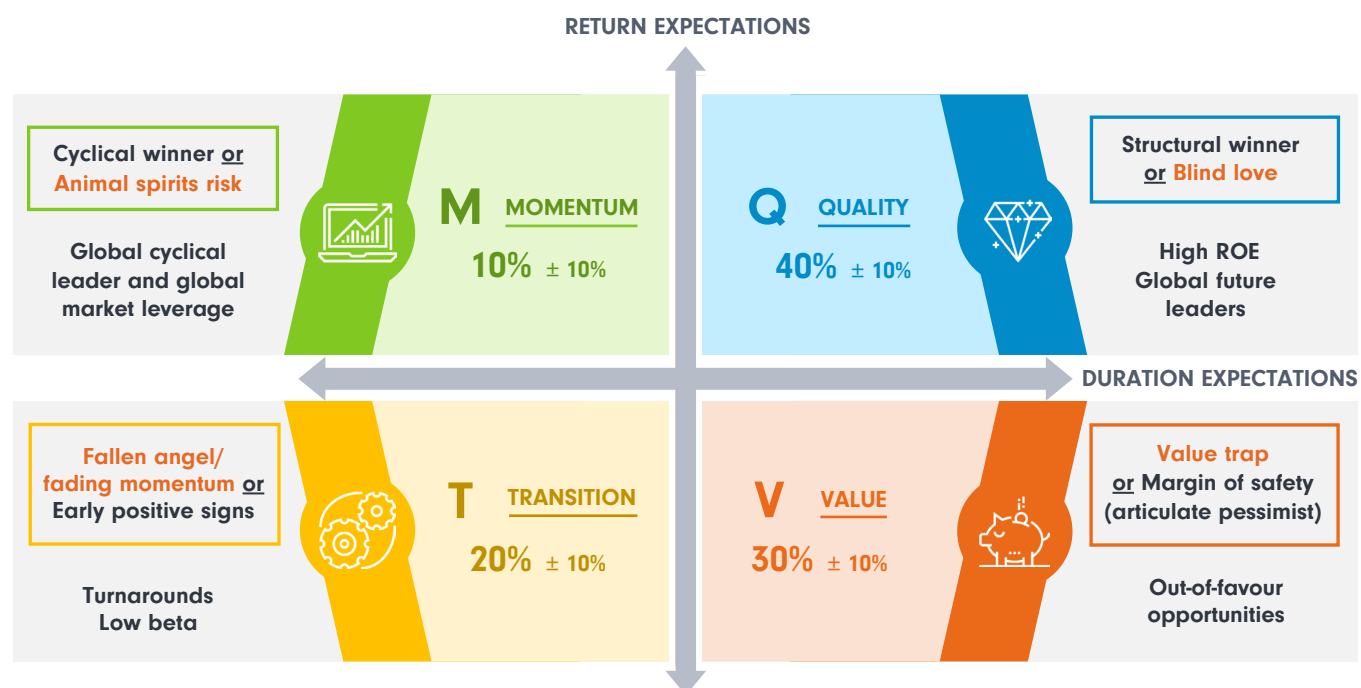 RETURN EXPECTATIONS
Cyclical winner or
Animal spirits risk
Global cyclical
leader and global
market leverage
M MOMENTUM
10% ± 10%
Q QUALITY
40% ± 10%
Structural winner
or Blind love
High ROE
Global future
leaders
DURATION EXPECTATIONS
Fallen angel/
fading momentum or
Early positive signs
Turnarounds
Low beta
T TRANSITION
20% ± 10%
V VALUE
30% ± 10%
Value trap
or Margin of safety
(articulate pessimist)
Out-of-favour
opportunities